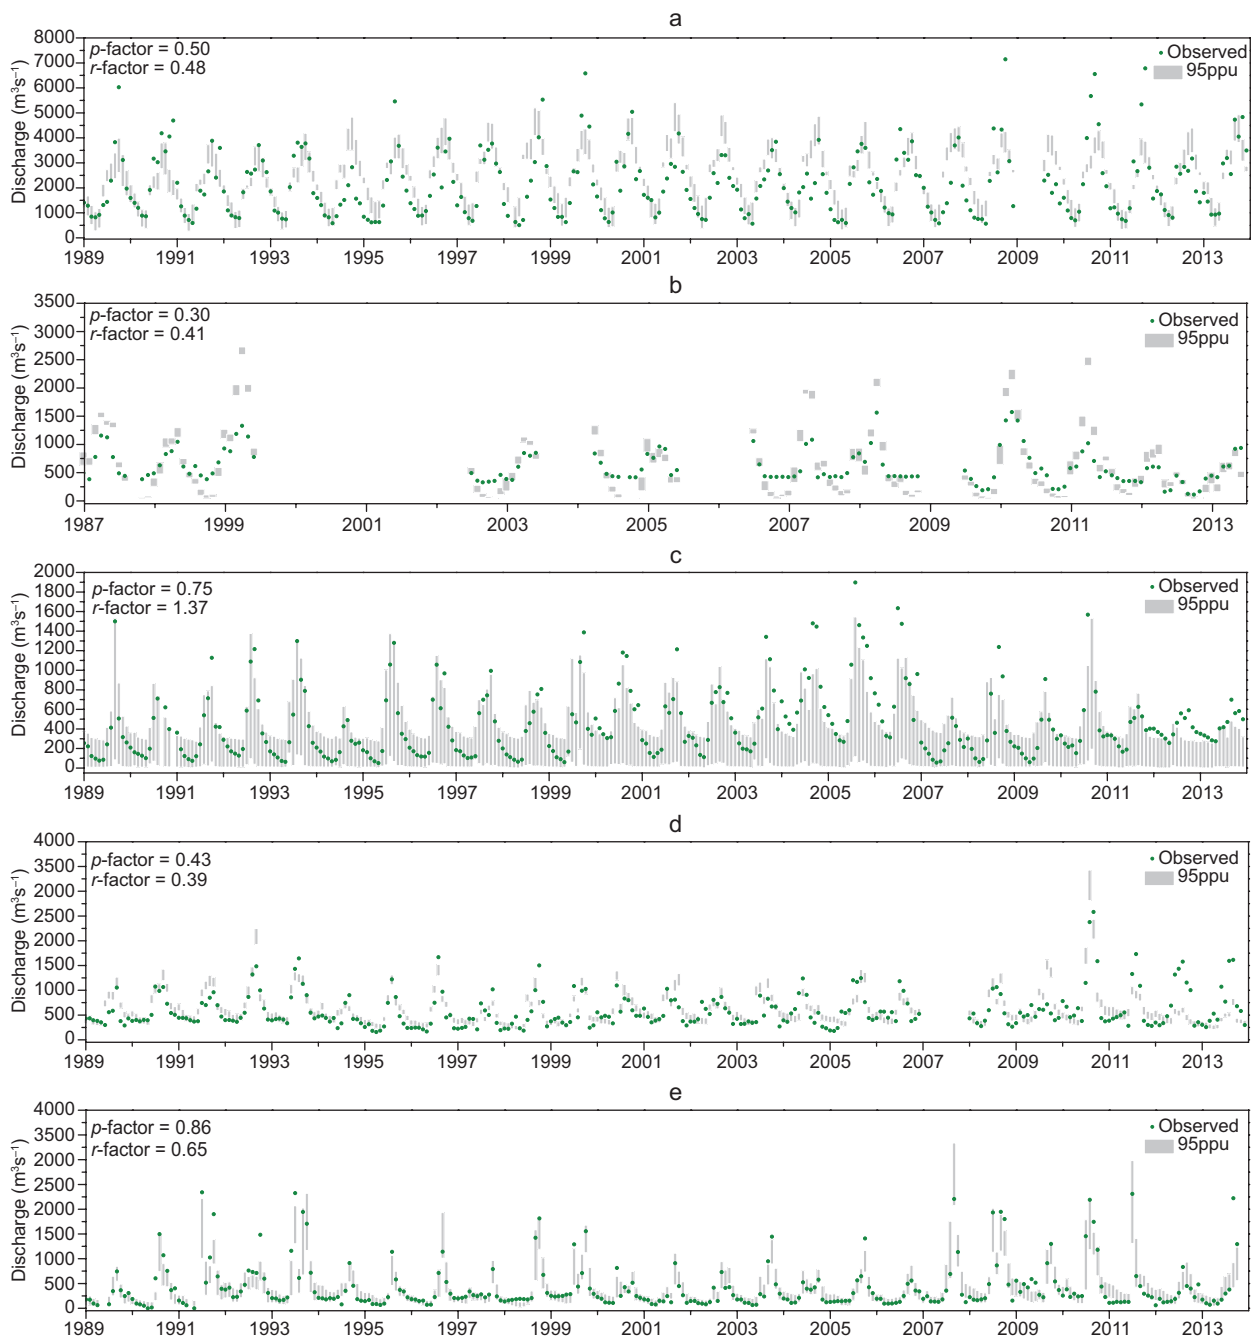 a
Discharge (m³s⁻¹)
8000
7000
6000
5000
4000
3000
2000
1000
0
p-factor = 0.50
r-factor = 0.48
Observed
95ppu
1989 1991 1993 1995 1997 1999 2001 2003 2005 2007 2009 2011 2013
b
Discharge (m³s⁻¹)
3500
3000
2500
2000
1500
1000
500
0
p-factor = 0.30
r-factor = 0.41
Observed
95ppu
1987 1999 2001 2003 2005 2007 2009 2011 2013
c
Discharge (m³s⁻¹)
2000
1800
1600
1400
1200
1000
800
600
400
200
0
p-factor = 0.75
r-factor = 1.37
Observed
95ppu
1989 1991 1993 1995 1997 1999 2001 2003 2005 2007 2009 2011 2013
d
Discharge (m³s⁻¹)
4000
3500
2000
2500
2000
1500
1000
500
0
p-factor = 0.43
r-factor = 0.39
Observed
95ppu
1989 1991 1993 1995 1997 1999 2001 2003 2005 2007 2009 2011 2013
e
Discharge (m³s⁻¹)
4000
3500
2000
2500
2000
1500
1000
500
0
p-factor = 0.86
r-factor = 0.65
Observed
95ppu
1989 1991 1993 1995 1997 1999 2001 2003 2005 2007 2009 2011 2013